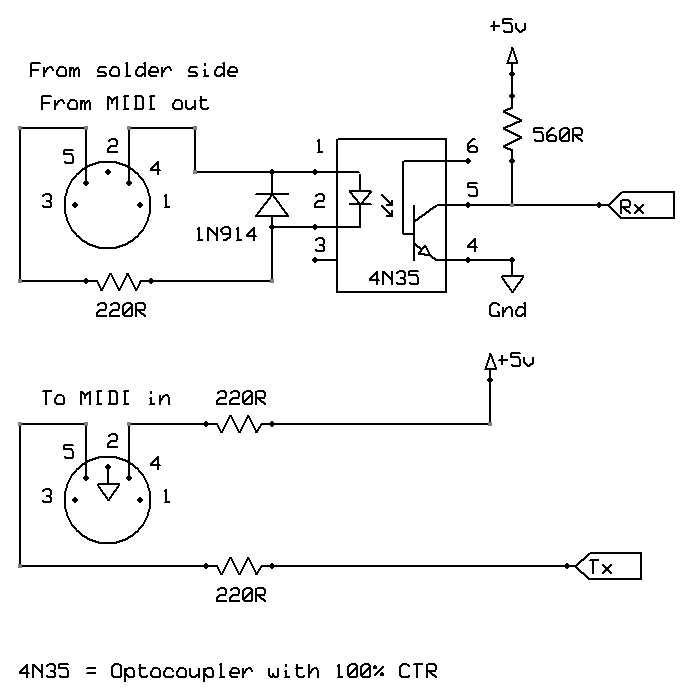 +5v
From solder side
From MIDI out
560R
5 2 4
3 1
1
2
3
6
5
4
Rx
1N914
4N35
220R
Gnd
+5v
To MIDI in
220R
5 2 4
3 1
Tx
220R
4N35 = Optocoupler with 100% CTR